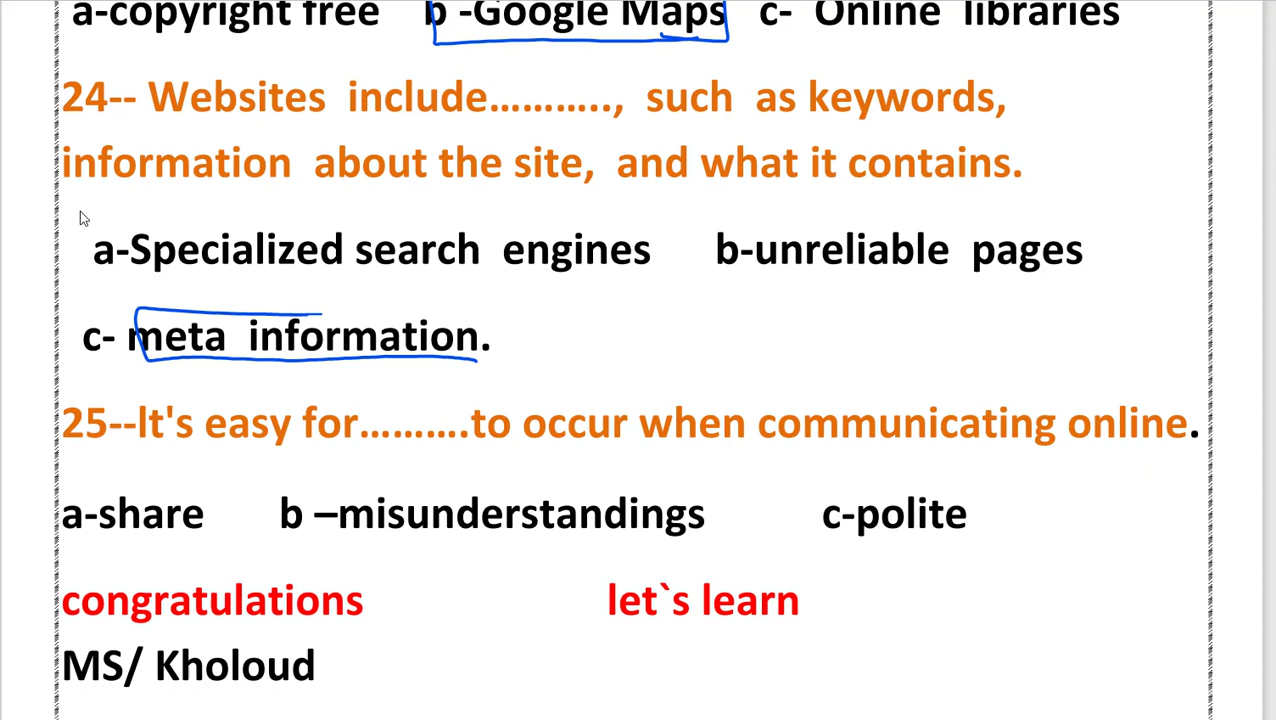 a-copyright free b -Google Maps c- Online libraries
24-- Websites include……….., such as keywords,
information about the site, and what it contains.
a-Specialized search engines b-unreliable pages
c- meta information.
25--lt's easy for……….to occur when communicating online.
a-share b –misunderstandings c-polite
congratulations let`s learn
MS/ Kholoud